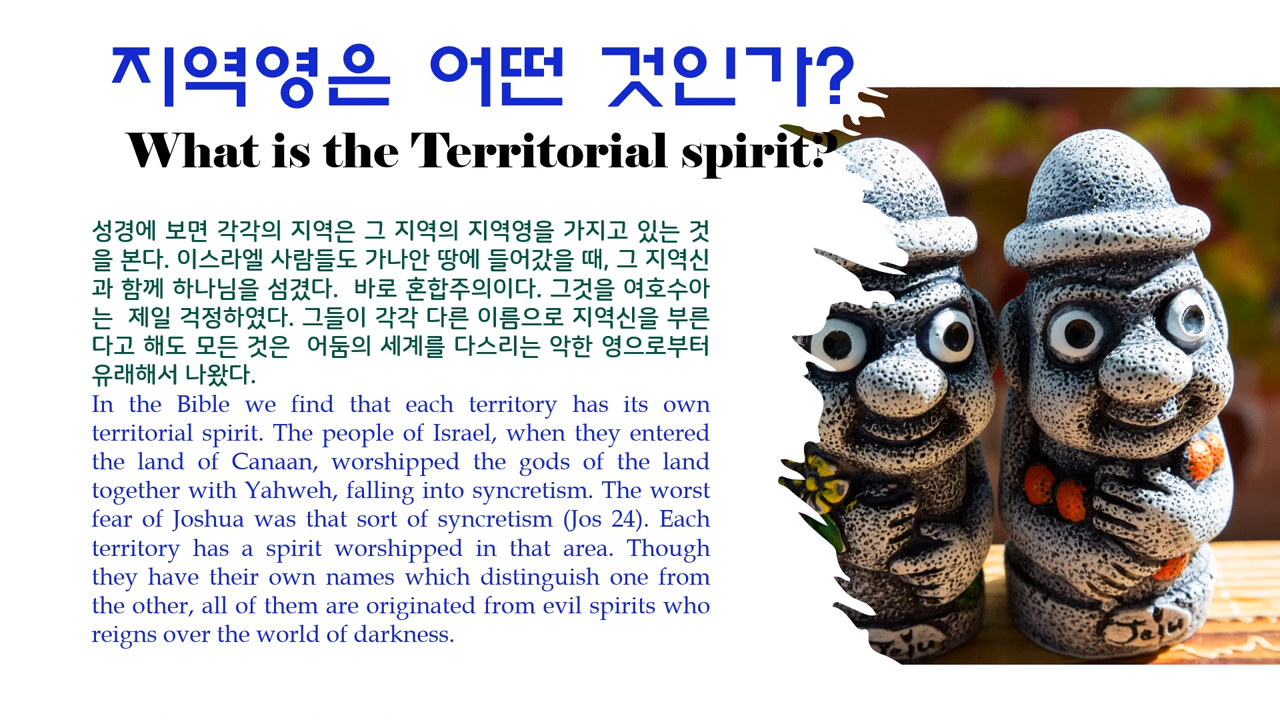 지역영은 어떤 것인가?
What is the Territorial spirit?
성경에 보면 각각의 지역은 그 지역의 지역영을 가지고 있는 것
을 본다. 이스라엘 사람들도 가나안 땅에 들어갔을 때, 그 지역신
과 함께 하나님을 섬겼다. 바로 혼합주의이다. 그것을 여호수아
는 제일 걱정하였다. 그들이 각각 다른 이름으로 지역신을 부른
다고 해도 모든 것은 어둠의 세계를 다스리는 악한 영으로부터
유래해서 나왔다.
In the Bible we find that each territory has its own
territorial spirit. The people of Israel, when they entered
the land of Canaan, worshipped the gods of the land
together with Yahweh, falling into syncretism. The worst
fear of Joshua was that sort of syncretism (Jos 24). Each
territory has a spirit worshipped in that area. Though
they have their own names which distinguish one from
the other, all of them are originated from evil spirits who
reigns over the world of darkness.
Jeju
Jeju